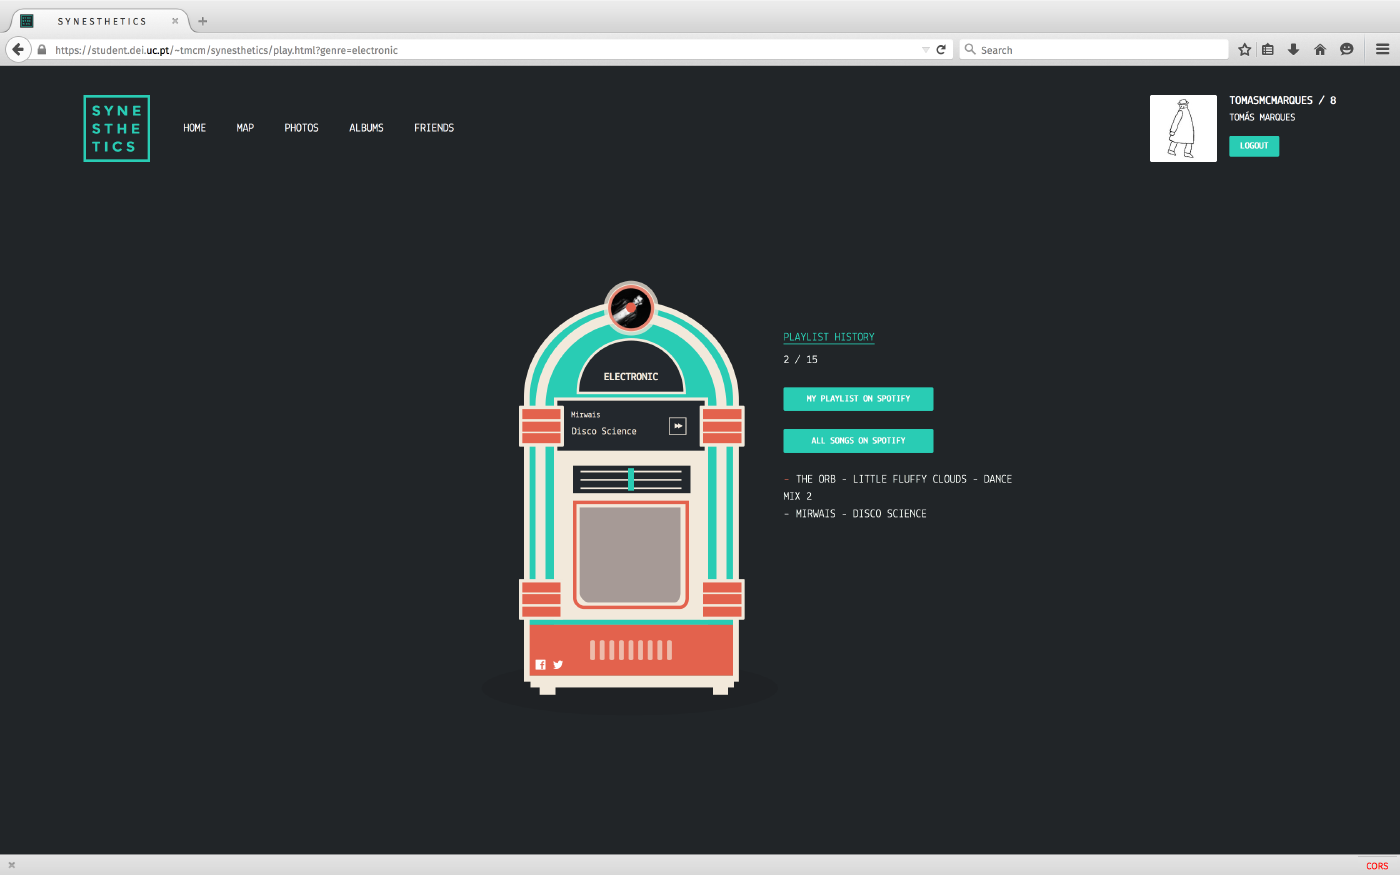 SYNESTHETICS
https://student.dei.uc.pt/~tmcm/synesthetics/play.html?genre=electronic
Search
SYNE
STHE
TICS
HOME MAP PHOTOS ALBUMS FRIENDS
TOMASMCMARQUES / 8
TOMÁS MARQUES
LOGOUT
ELECTRONIC
Mirwais
Disco Science
PLAYLIST HISTORY
2 / 15
MY PLAYLIST ON SPOTIFY
ALL SONGS ON SPOTIFY
- THE ORB - LITTLE FLUFFY CLOUDS - DANCE
MIX 2
- MIRWAIS - DISCO SCIENCE
CORS